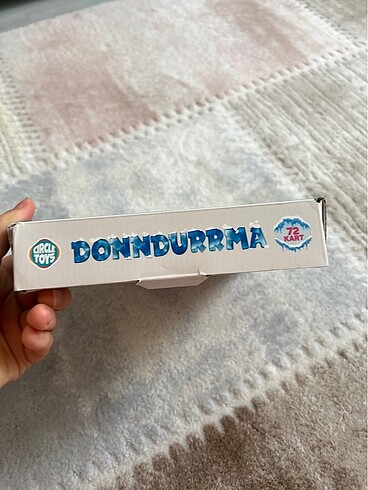 CIRCLE
TOYS
DONNDURRMA
72
KART